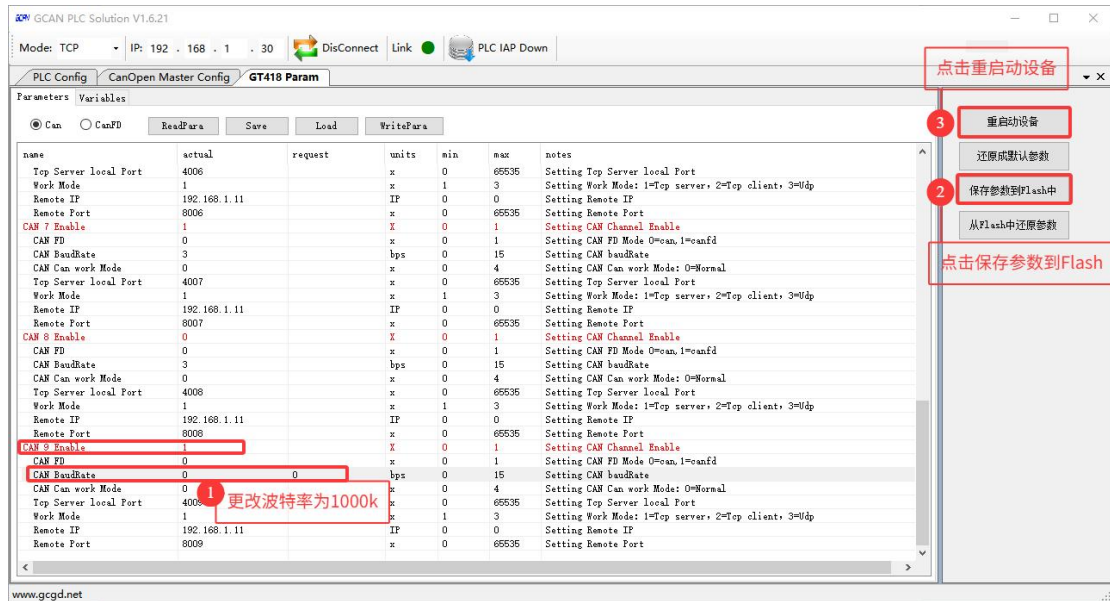 GCAN GCAN PLC Solution V1.6.21
Mode: TCP IP: 192 . 168 . 1 . 30 DisConnect Link PLC IAP Down
点击重启动设备
PLC Config CanOpen Master Config GT418 Param
Parameters Variables
Can CanFD ReadPara Save Load WritePara
3 重启动设备
还原成默认参数
2 保存参数到Flash中
从Flash中还原参数
点击保存参数到Flash
name actual request units min max notes
Tcp Server local Port 4006 x 0 65535 Setting Tcp Server local Port
Work Mode 1 x 1 3 Setting Work Mode: 1=Tcp server, 2=Tcp client, 3=Udp
Remote IP 192.168.1.11 IP 0 0 Setting Remote IP
Remote Port 8006 x 0 65535 Setting Remote Port
CAN 7 Enable 1 X 0 1 Setting CAN Channel Enable
CAN FD 0 x 0 1 Setting CAN FD Mode 0=can,1=canfd
CAN BaudRate 3 bps 0 15 Setting CAN baudRate
CAN Can work Mode 0 x 0 4 Setting CAN Can work Mode: 0=Normal
Tcp Server local Port 4007 x 0 65535 Setting Tcp Server local Port
Work Mode 1 x 1 3 Setting Work Mode: 1=Tcp server, 2=Tcp client, 3=Udp
Remote IP 192.168.1.11 IP 0 0 Setting Remote IP
Remote Port 8007 x 0 65535 Setting Remote Port
CAN 8 Enable 0 X 0 1 Setting CAN Channel Enable
CAN FD 0 x 0 1 Setting CAN FD Mode 0=can,1=canfd
CAN BaudRate 3 bps 0 15 Setting CAN baudRate
CAN Can work Mode 0 x 0 4 Setting CAN Can work Mode: 0=Normal
Tcp Server local Port 4008 x 0 65535 Setting Tcp Server local Port
Work Mode 1 x 1 3 Setting Work Mode: 1=Tcp server, 2=Tcp client, 3=Udp
Remote IP 192.168.1.11 IP 0 0 Setting Remote IP
Remote Port 8008 x 0 65535 Setting Remote Port
CAN 9 Enable 1 X 0 1 Setting CAN Channel Enable
CAN FD 0 x 0 1 Setting CAN FD Mode 0=can,1=canfd
CAN BaudRate 0 0 bps 0 15 Setting CAN baudRate
CAN Can work Mode 0 x 0 4 Setting CAN Can work Mode: 0=Normal
1 更改波特率为1000k
Tcp Server local Port 4009 x 0 65535 Setting Tcp Server local Port
Work Mode 1 x 1 3 Setting Work Mode: 1=Tcp server, 2=Tcp client, 3=Udp
Remote IP 192.168.1.11 IP 0 0 Setting Remote IP
Remote Port 8009 x 0 65535 Setting Remote Port
www.gcgd.net